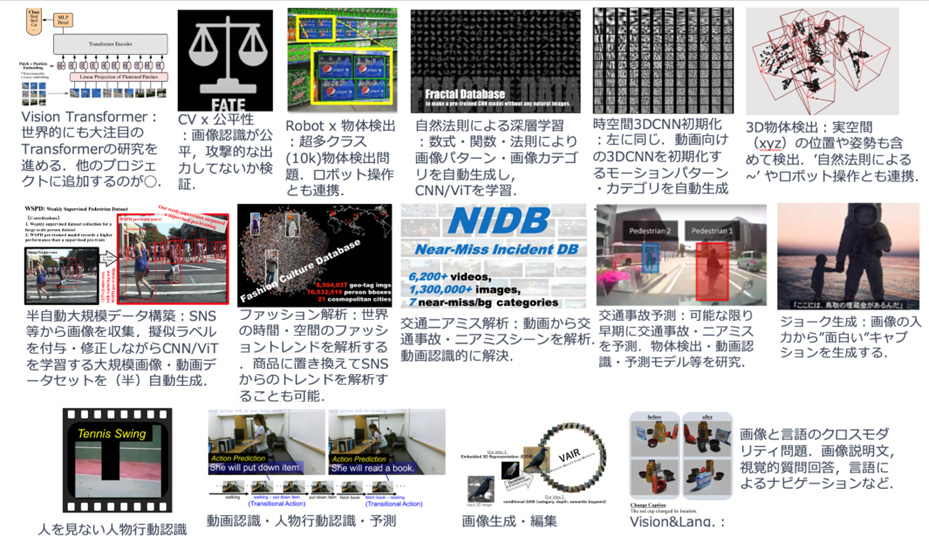 Class
Bird
Ball
Car
MLP
Head
Transformer Encoder
Patch + Position
Embedding
Linear Projection of Flattened Patches
Vision Transformer：
世界的にも大注目の
Transformerの研究を
進める．他のプロジェ
クトに追加するのが○．
FATE
CV x 公平性
：画像認識が公
平，攻撃的な出
力してないか検
証．
Robot x 物体検出
：超多クラス
(10k)物体検出問
題．ロボット操作
とも連携．
Fractal Database
to make a pre-trained CNN model without any natural images.
自然法則による深層学習
：数式・関数・法則により
画像パターン・画像カテゴ
リを自動生成し，
CNN/ViTを学習．
時空間3DCNN初期化
：左に同じ．動画向け
の3DCNNを初期化す
るモーションパターン
・カテゴリを自動生成
3D物体検出：実空間
（xyz）の位置や姿勢も含
めて検出．’自然法則による
~’ やロボット操作とも連携．
WSPD: Weakly Supervised Pedestrian Dataset
半自動大規模データ構築：SNS
等から画像を収集．擬似ラベル
を付与・修正しながらCNN/ViT
を学習する大規模画像・動画デ
ータセットを（半）自動生成．
Fashion Culture Database
8,504,037 geo-tag imgs
76,532,519 person bboxes
21 cosmopolitan cities
ファッション解析：世界
の時間・空間のファッシ
ョントレンドを解析する
．商品に置き換えてSNS
からのトレンドを解析す
ることも可能．
NIDB
Near-Miss Incident DB
6,200+ videos,
1,300,000+ images,
7 near-miss/bg categories
交通ニアミス解析：動画から交
通事故・ニアミスシーンを解析．
動画認識的に解決．
Pedestrian 2
Pedestrian 1
交通事故予測：可能な限り
早期に交通事故・ニアミス
を予測．物体検出・動画認
識・予測モデル等を研究．
「ここには、鳥取の埋蔵金があるんだ」
ジョーク生成：画像の入
力から“面白い”キャプ
ションを生成する．
Tennis Swing
人を見ない人物行動認識
Action Prediction
She will put down item.
Action Prediction
She will read a book.
walking
walking – put down item
(Transitional Action)
put down item
fetch book
fetch book – reading
(Transitional Action)
動画認識・人物行動認識・予測
VAIR
conditional GAN (category, depth, semantic keypoint)
画像生成・編集
before
after
Change Caption
The red cup changed its location.
Vision&Lang.：
画像と言語のクロスモダ
リティ問題．画像説明文，
視覚的質問回答，言語に
よるナビゲーションなど．